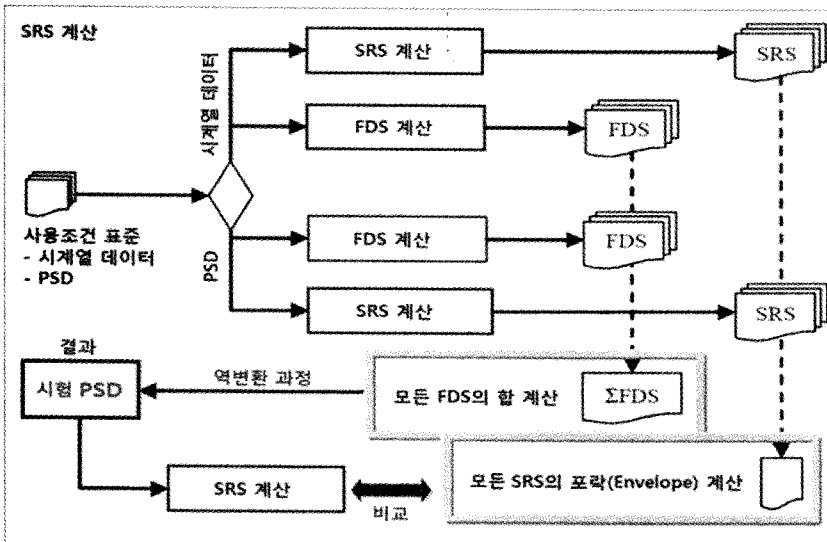 SRS 계산
시계열 데이터
SRS 계산
SRS
FDS 계산
FDS
사용조건 표준
- 시계열 데이터
- PSD
PSD
FDS 계산
FDS
SRS 계산
SRS
결과
시험 PSD
역변환 과정
모든 FDS의 합 계산
ΣFDS
SRS 계산
비교
모든 SRS의 포락(Envelope) 계산